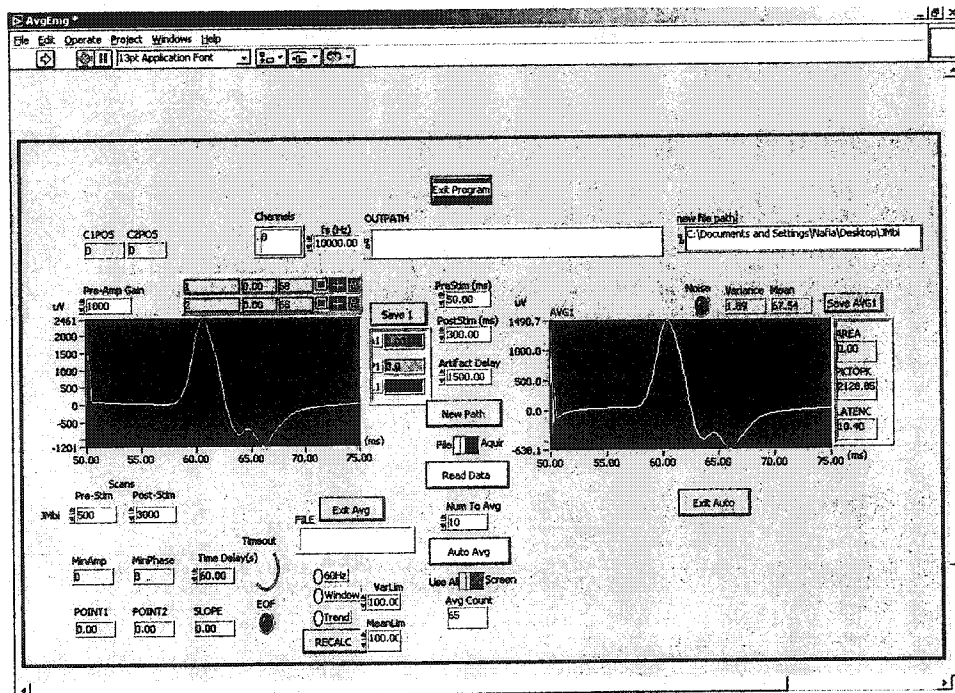 AvgEmg *
File Edit Operate Project Windows Help
13pt Application Font
Exit Program
Channels
0
fs (Hz)
10000.00
OUTPATH
new file path
C:\Documents and Settings\Nafia\Desktop\JMbi
C1POS C2POS
0 0
Pre-Amp Gain
1000
0.00 68
2 0.00 68
Save 1
PreStim (ms)
50.00
PostStim (ms)
300.00
Artifact Delay
1500.00
New Path
File Aquir
Read Data
Num To Avg
10
Auto Avg
Use All Screen
Avg Count
65
uV
2461
2000
1500
1000
500
0
-500
-1201
50.00 55.00 60.00 65.00 70.00 75.00
(ms)
Noise Variance Mean
1.89 67.54
Save AVG1
uV
AVG1
1490.7
1000.0
500.0
0.0
-638.1
50.00 55.00 60.00 65.00 70.00 75.00
(ms)
AREA
0.00
PKTOPK
2128.85
LATENC
10.40
Exit Auto
Scans
Pre-Stim Post-Stim
JMbi 500 3000
Exit Avg
FILE
Timeout
MinAmp MinPhase Time Delay(s)
0 0 60.00
EOF
POINT1 POINT2 SLOPE
0.00 0.00 0.00
60Hz
Window
Trend
RECALC
VarLim
100.00
MeanLim
100.00